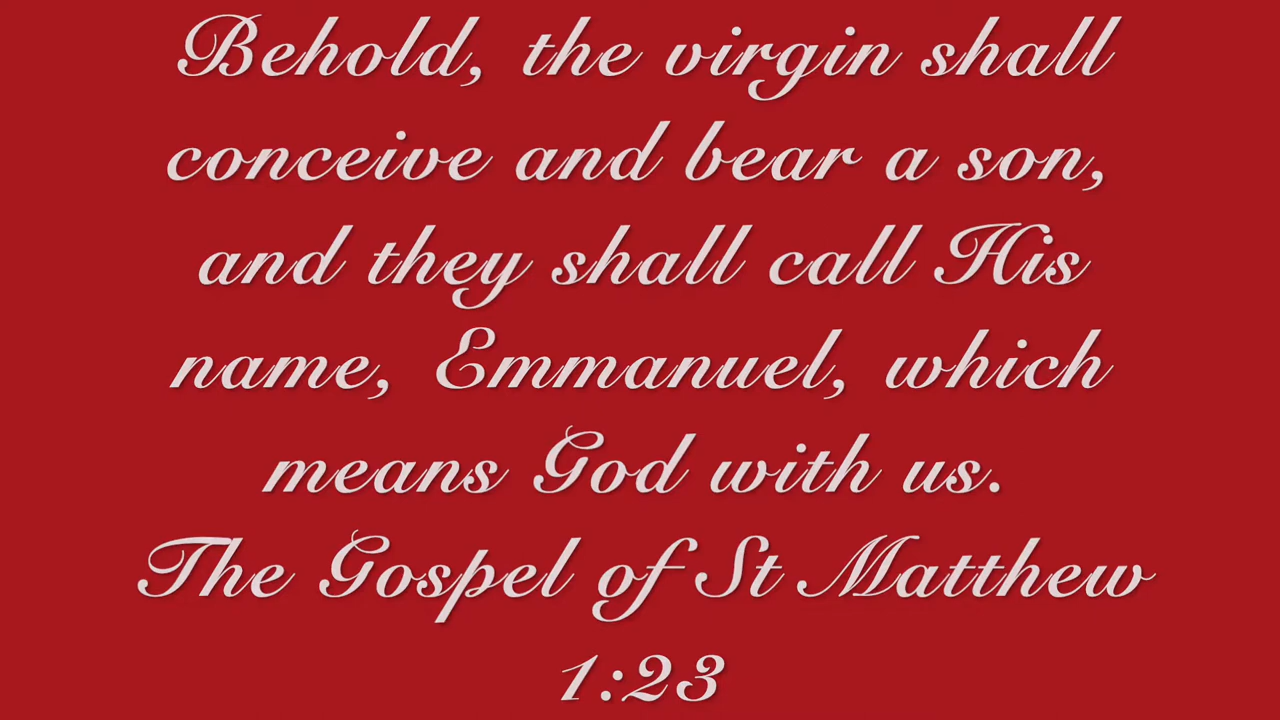 Behold, the virgin shall
conceive and bear a son,
and they shall call His
name, Emmanuel, which
means God with us.
The Gospel of St Matthew
1:23